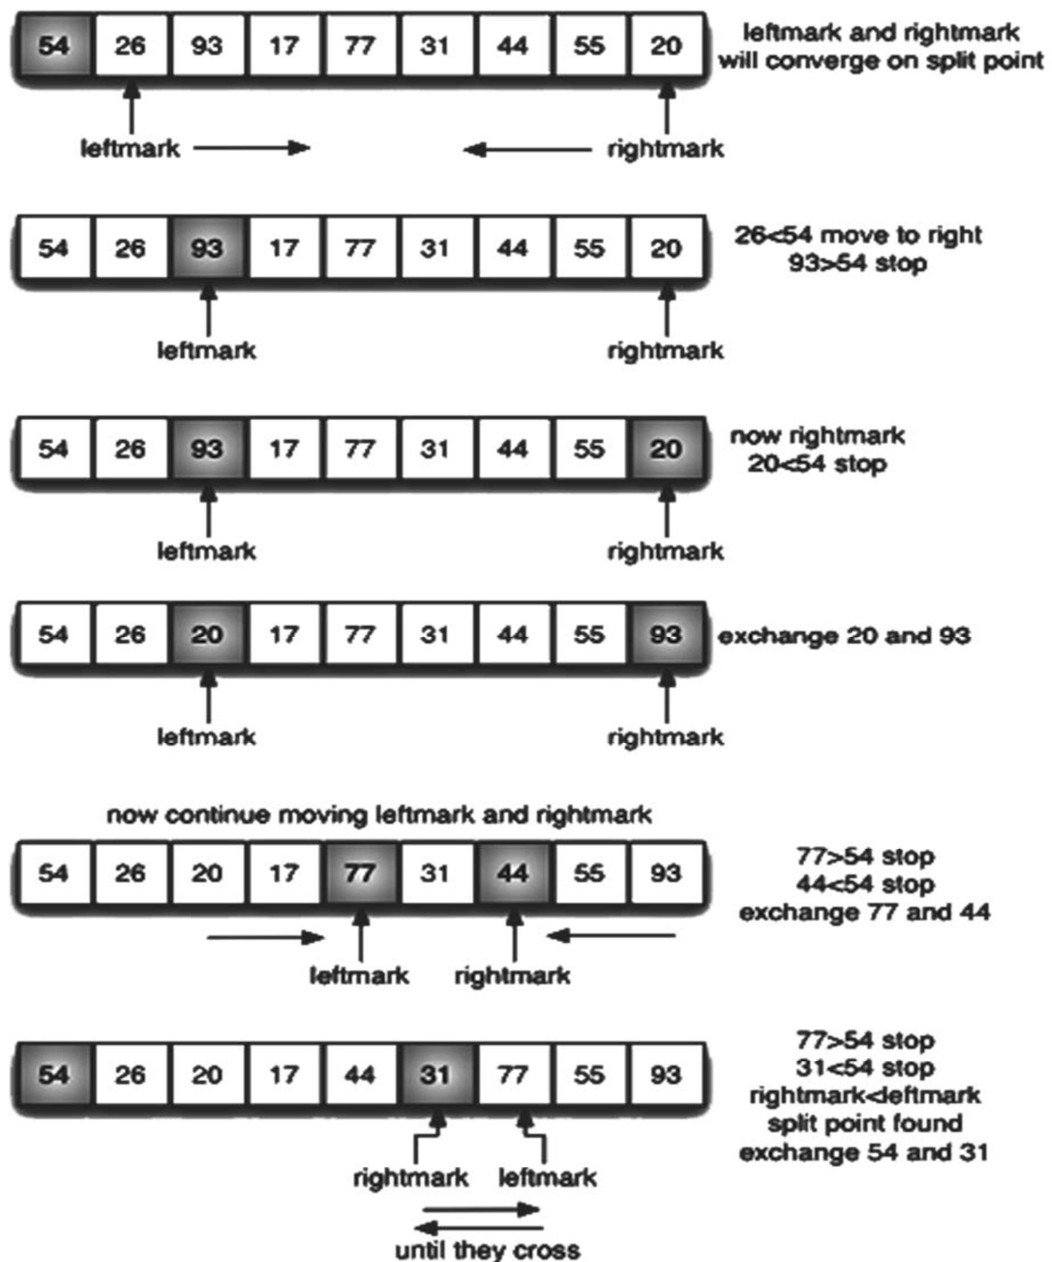 54 26 93 17 77 31 44 55 20
leftmark and rightmark
will converge on split point
leftmark rightmark
54 26 93 17 77 31 44 55 20
26<54 move to right
93>54 stop
leftmark rightmark
54 26 93 17 77 31 44 55 20
now rightmark
20<54 stop
leftmark rightmark
54 26 20 17 77 31 44 55 93
exchange 20 and 93
leftmark rightmark
now continue moving leftmark and rightmark
54 26 20 17 77 31 44 55 93
77>54 stop
44<54 stop
exchange 77 and 44
leftmark rightmark
54 26 20 17 44 31 77 55 93
77>54 stop
31<54 stop
rightmark<leftmark
split point found
exchange 54 and 31
rightmark leftmark
until they cross